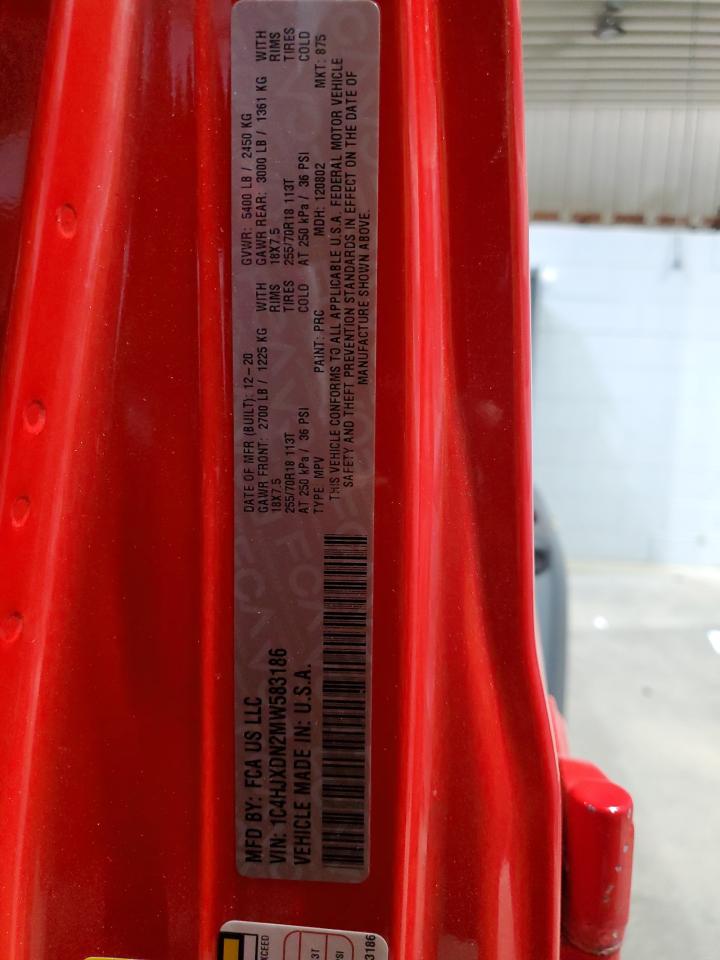 MFD BY: FCA US LLC
VIN: 1C4HJXDN2MW583186
VEHICLE MADE IN: U.S.A.
DATE OF MFR (BUILT): 12-20 GVWR: 5400 LB / 2450 KG
GAWR FRONT: 2700 LB / 1225 KG WITH GAWR REAR: 3000 LB / 1361 KG WITH
18X7.5 RIMS 18X7.5 RIMS
255/70R18 113T TIRES 255/70R18 113T TIRES
AT 250 kPa / 36 PSI COLD AT 250 kPa / 36 PSI COLD
TYPE: MPV PAINT: PRC MDH: 120802 MKT: 875
THIS VEHICLE CONFORMS TO ALL APPLICABLE U.S.A. FEDERAL MOTOR VEHICLE
SAFETY AND THEFT PREVENTION STANDARDS IN EFFECT ON THE DATE OF
MANUFACTURE SHOWN ABOVE.
EXCEED
3T
PSI
3186